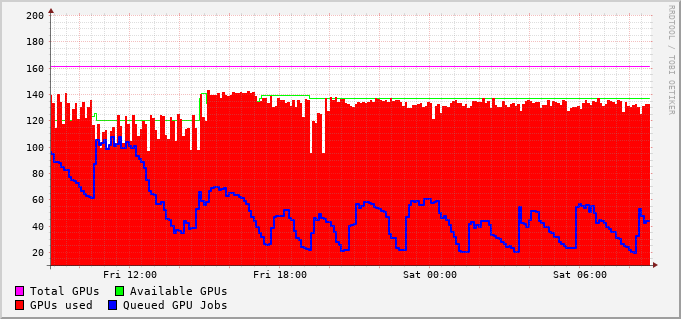 200
180
160
140
120
100
80
60
40
20
Fri 12:00 Fri 18:00 Sat 00:00 Sat 06:00
Total GPUs Available GPUs
GPUs used Queued GPU Jobs
RRDTOOL / TOBI OETIKER